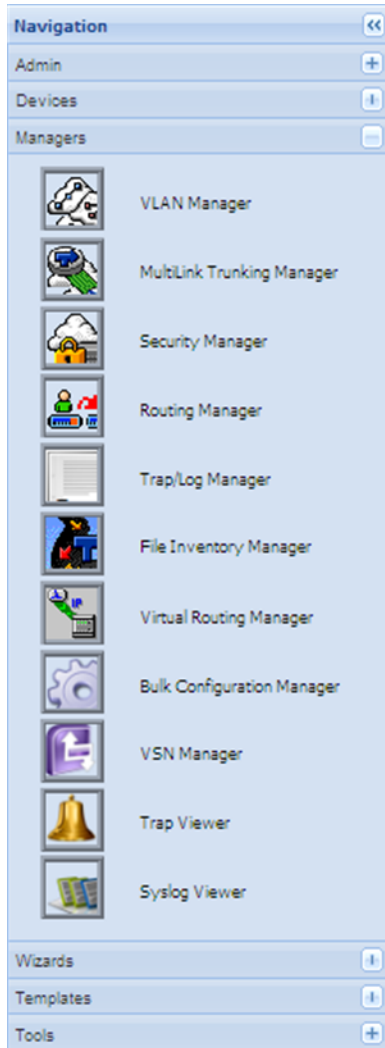 Navigation
Admin
Devices
Managers
VLAN Manager
MultiLink Trunking Manager
Security Manager
Routing Manager
Trap/Log Manager
File Inventory Manager
IP
Virtual Routing Manager
Bulk Configuration Manager
VSN Manager
Trap Viewer
Syslog Viewer
Wizards
Templates
Tools